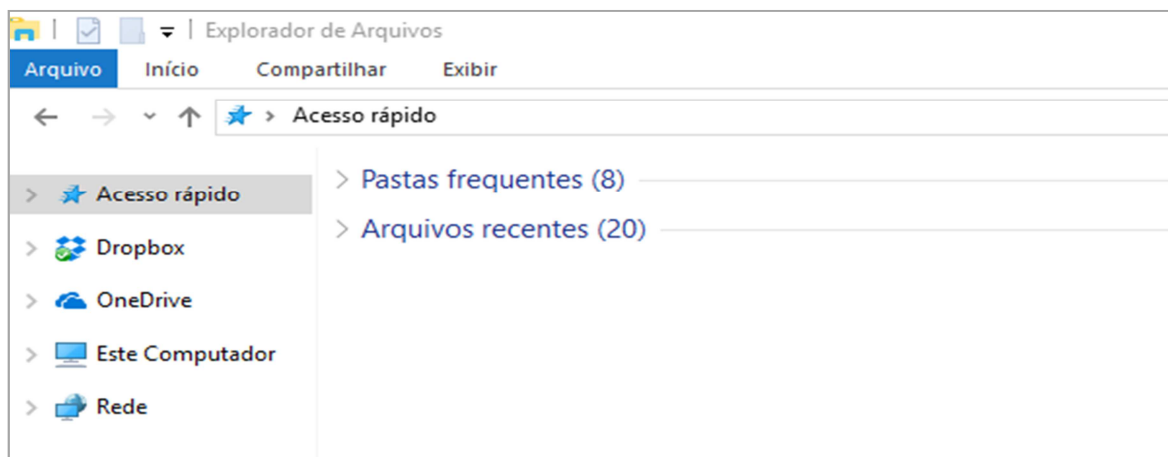 Explorador de Arquivos
Arquivo Início Compartilhar Exibir
Acesso rápido
Acesso rápido
Dropbox
OneDrive
Este Computador
Rede
Pastas frequentes (8)
Arquivos recentes (20)